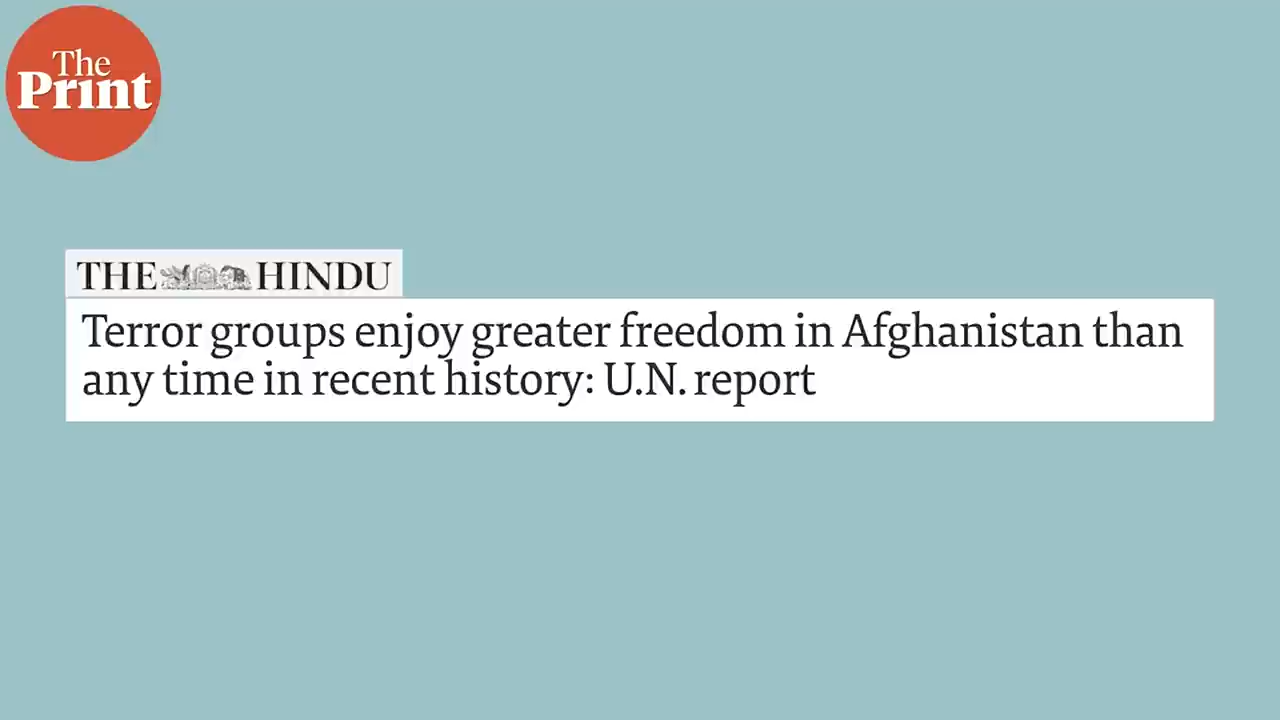 The
Print
THE HINDU
Terror groups enjoy greater freedom in Afghanistan than
any time in recent history: U.N. report